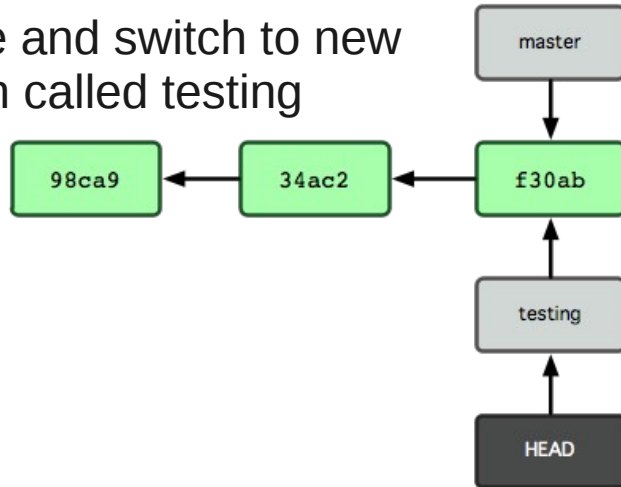 e and switch to new
n called testing
master
98ca9
34ac2
f30ab
testing
HEAD